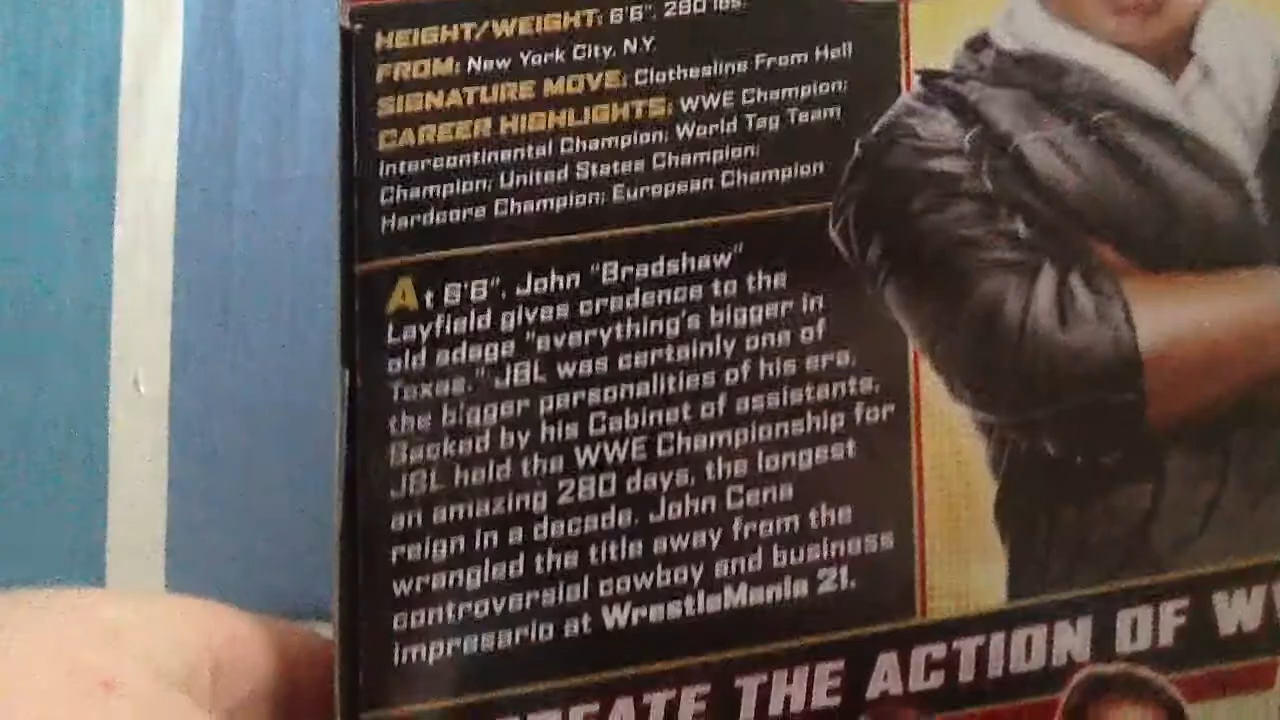 HEIGHT/WEIGHT: 6'6", 290 lbs.
FROM: New York City, N.Y.
SIGNATURE MOVE: Clothesline From Hell
CAREER HIGHLIGHTS: WWE Champion;
Intercontinental Champion; World Tag Team
Champion; United States Champion;
Hardcore Champion; European Champion
At 6'6", John "Bradshaw"
Layfield gives credence to the
old adage "everything's bigger in
Texas." JBL was certainly one of
the bigger personalities of his era.
Backed by his Cabinet of assistants,
JBL held the WWE Championship for
an amazing 280 days, the longest
reign in a decade. John Cena
wrangled the title away from the
controversial cowboy and business
impresario at WrestleMania 21.
THE ACTION OF